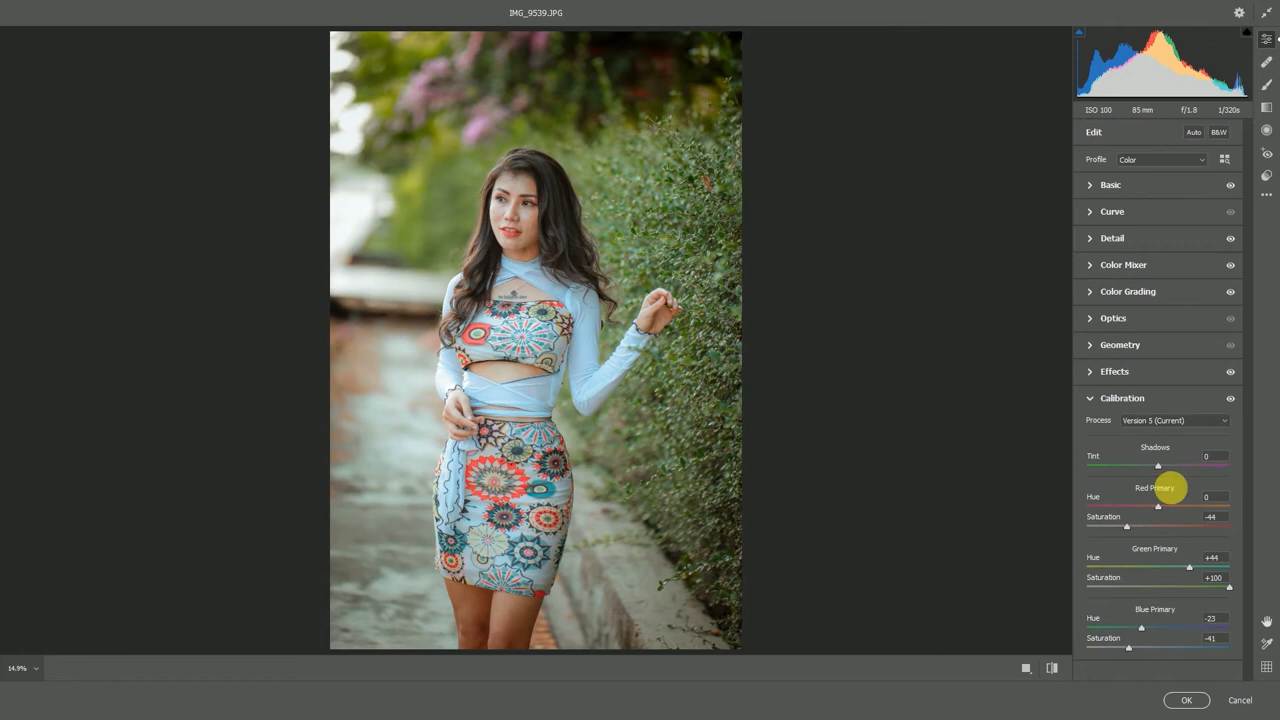 IMG_9539.JPG
ISO 100 85 mm f/1.8 1/320s
Edit Auto B&W
Profile Color
Basic
Curve
Detail
Color Mixer
Color Grading
Optics
Geometry
Effects
Calibration
Process Version 5 (Current)
Shadows
Tint 0
Red Primary
Hue 0
Saturation -44
Green Primary
Hue +44
Saturation +100
Blue Primary
Hue -23
Saturation -41
14.9%
OK Cancel